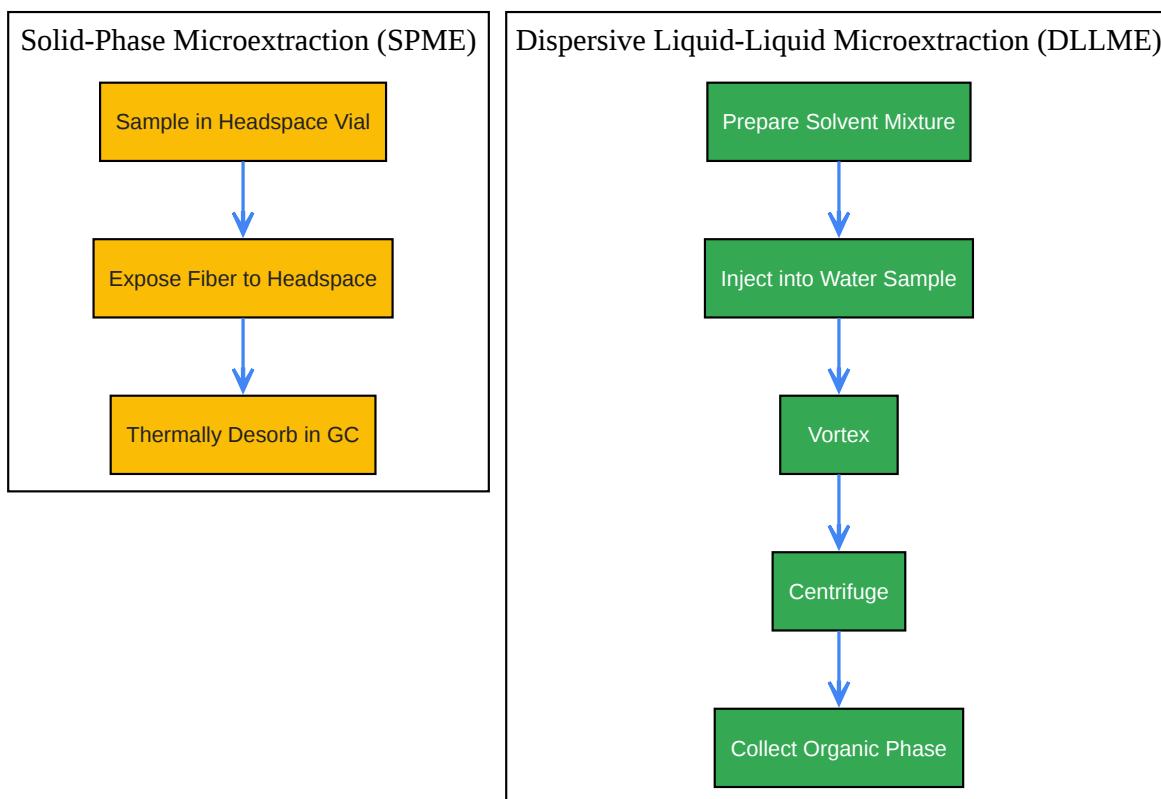 Solid-Phase Microextraction (SPME)
Sample in Headspace Vial
Expose Fiber to Headspace
Thermally Desorb in GC
Dispersive Liquid-Liquid Microextraction (DLLME)
Prepare Solvent Mixture
Inject into Water Sample
Vortex
Centrifuge
Collect Organic Phase